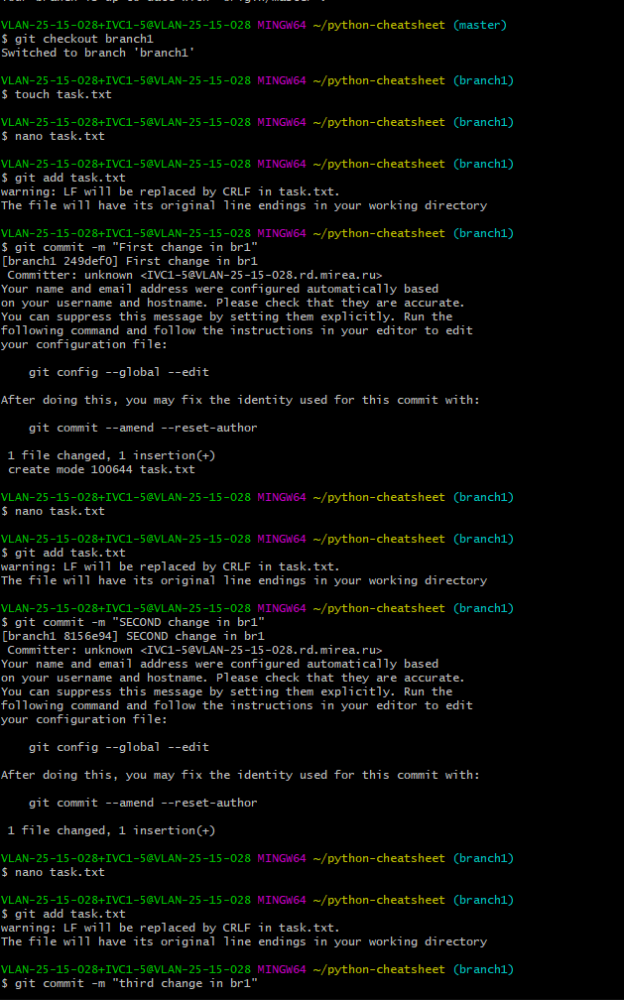 VLAN-25-15-028+IVC1-5@VLAN-25-15-028 MINGW64 ~/python-cheatsheet (master)
$ git checkout branch1
Switched to branch 'branch1'
VLAN-25-15-028+IVC1-5@VLAN-25-15-028 MINGW64 ~/python-cheatsheet (branch1)
$ touch task.txt
VLAN-25-15-028+IVC1-5@VLAN-25-15-028 MINGW64 ~/python-cheatsheet (branch1)
$ nano task.txt
VLAN-25-15-028+IVC1-5@VLAN-25-15-028 MINGW64 ~/python-cheatsheet (branch1)
$ git add task.txt
warning: LF will be replaced by CRLF in task.txt.
The file will have its original line endings in your working directory
VLAN-25-15-028+IVC1-5@VLAN-25-15-028 MINGW64 ~/python-cheatsheet (branch1)
$ git commit -m "First change in br1"
[branch1 249def0] First change in br1
Committer: unknown <IVC1-5@VLAN-25-15-028.rd.mirea.ru>
Your name and email address were configured automatically based
on your username and hostname. Please check that they are accurate.
You can suppress this message by setting them explicitly. Run the
following command and follow the instructions in your editor to edit
your configuration file:
git config --global --edit
After doing this, you may fix the identity used for this commit with:
git commit --amend --reset-author
1 file changed, 1 insertion(+)
create mode 100644 task.txt
VLAN-25-15-028+IVC1-5@VLAN-25-15-028 MINGW64 ~/python-cheatsheet (branch1)
$ nano task.txt
VLAN-25-15-028+IVC1-5@VLAN-25-15-028 MINGW64 ~/python-cheatsheet (branch1)
$ git add task.txt
warning: LF will be replaced by CRLF in task.txt.
The file will have its original line endings in your working directory
VLAN-25-15-028+IVC1-5@VLAN-25-15-028 MINGW64 ~/python-cheatsheet (branch1)
$ git commit -m "SECOND change in br1"
[branch1 8156e94] SECOND change in br1
Committer: unknown <IVC1-5@VLAN-25-15-028.rd.mirea.ru>
Your name and email address were configured automatically based
on your username and hostname. Please check that they are accurate.
You can suppress this message by setting them explicitly. Run the
following command and follow the instructions in your editor to edit
your configuration file:
git config --global --edit
After doing this, you may fix the identity used for this commit with:
git commit --amend --reset-author
1 file changed, 1 insertion(+)
VLAN-25-15-028+IVC1-5@VLAN-25-15-028 MINGW64 ~/python-cheatsheet (branch1)
$ nano task.txt
VLAN-25-15-028+IVC1-5@VLAN-25-15-028 MINGW64 ~/python-cheatsheet (branch1)
$ git add task.txt
warning: LF will be replaced by CRLF in task.txt.
The file will have its original line endings in your working directory
VLAN-25-15-028+IVC1-5@VLAN-25-15-028 MINGW64 ~/python-cheatsheet (branch1)
$ git commit -m "third change in br1"